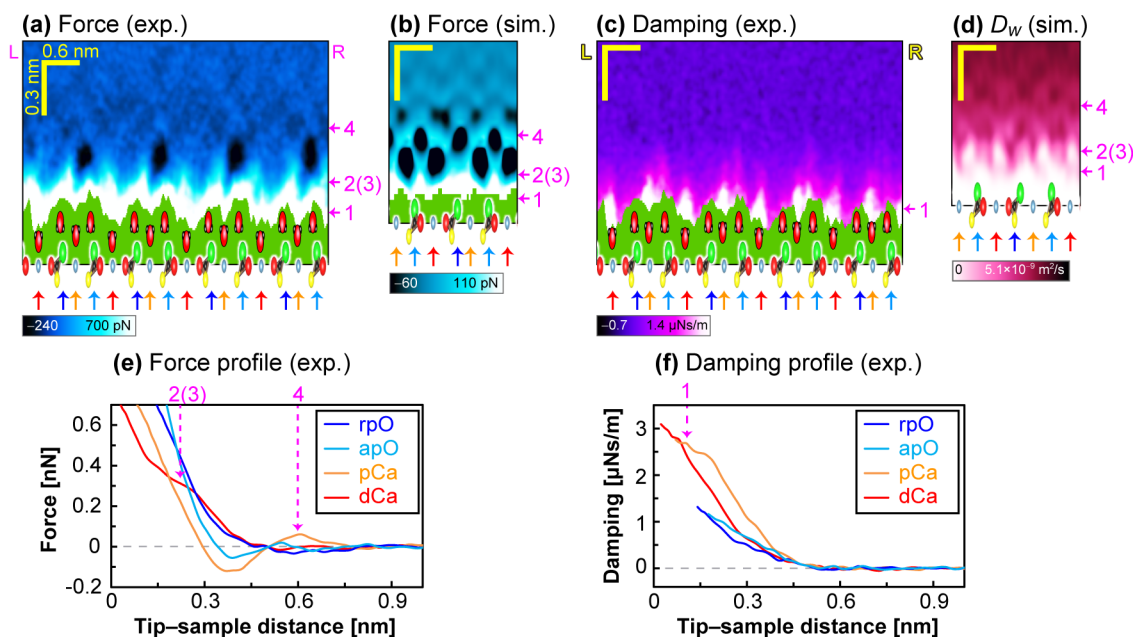 (a) Force (exp.)
(b) Force (sim.)
(c) Damping (exp.)
(d) D_W (sim.)
L
0.6 nm
0.3 nm
R
4
2(3)
1
−240 700 pN
4
2(3)
1
−60 110 pN
L
R
1
−0.7 1.4 µNs/m
4
2(3)
1
0 5.1×10⁻⁹ m²/s
(e) Force profile (exp.)
2(3) 4
Force [nN]
0.6
0.4
0.2
0
-0.2
rpO
apO
pCa
dCa
0 0.3 0.6 0.9
Tip–sample distance [nm]
(f) Damping profile (exp.)
1
Damping [µNs/m]
3
2
1
0
rpO
apO
pCa
dCa
0 0.3 0.6 0.9
Tip–sample distance [nm]